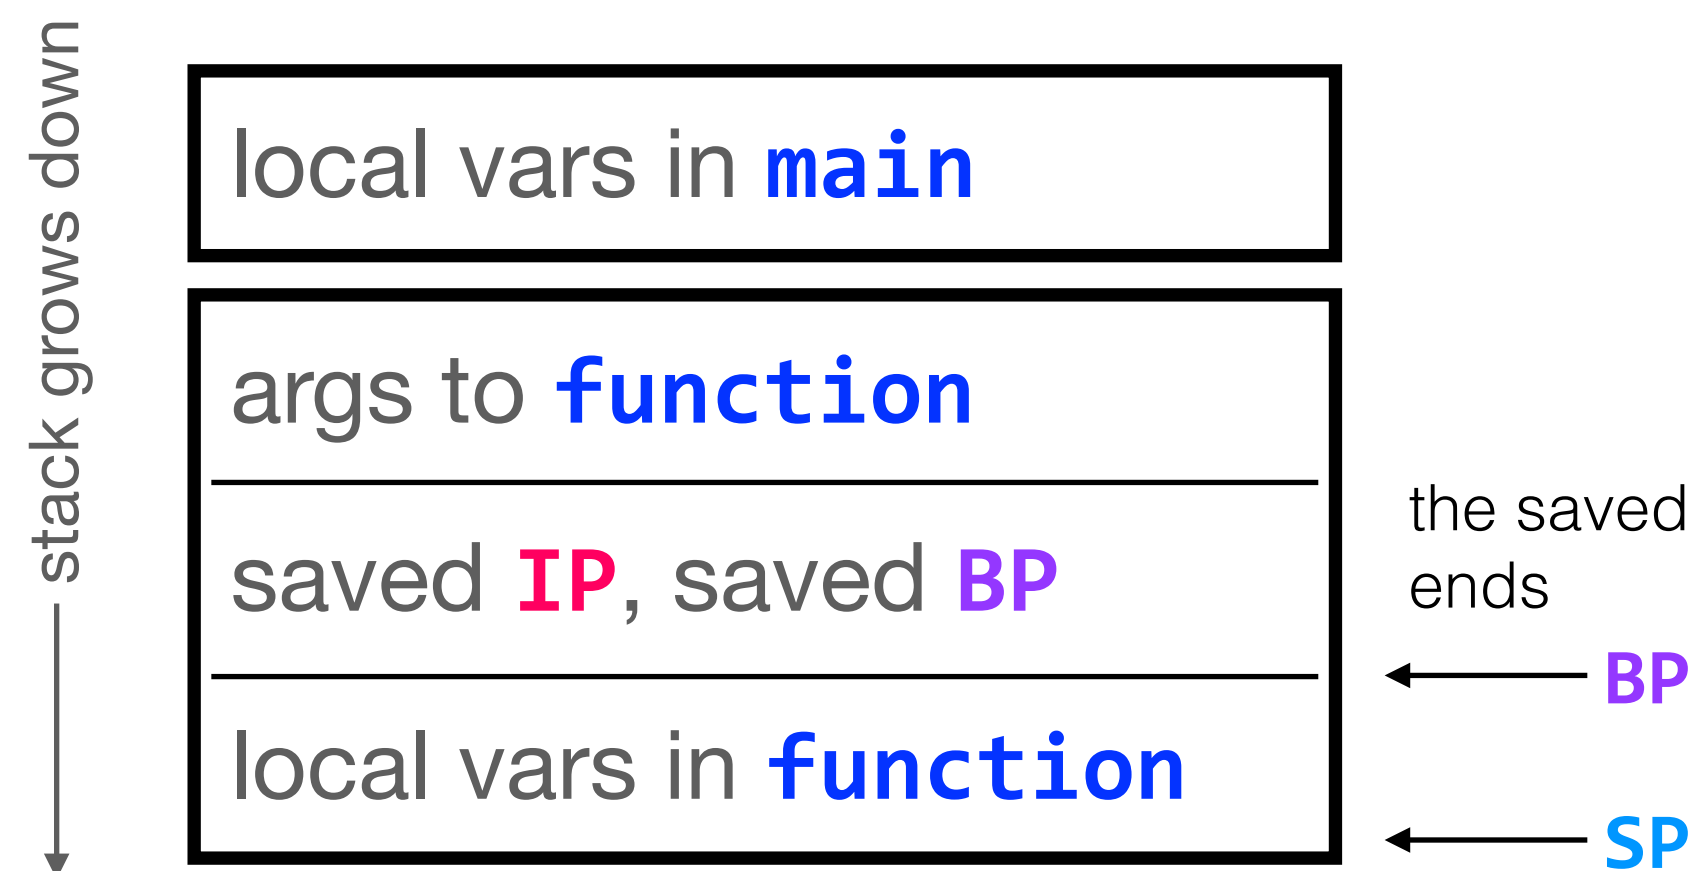 stack grows down
local vars in main
args to function
saved IP, saved BP
the saved
ends
BP
local vars in function
SP